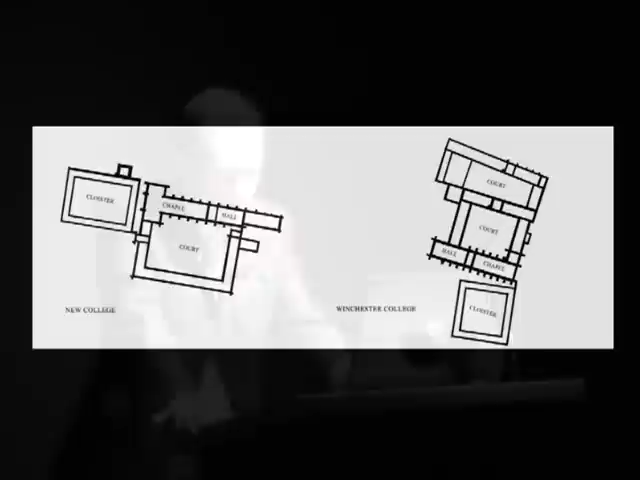 CLOISTER
CHAPEL
HALL
COURT
NEW COLLEGE
COURT
COURT
HALL
CHAPEL
CLOISTER
WINCHESTER COLLEGE